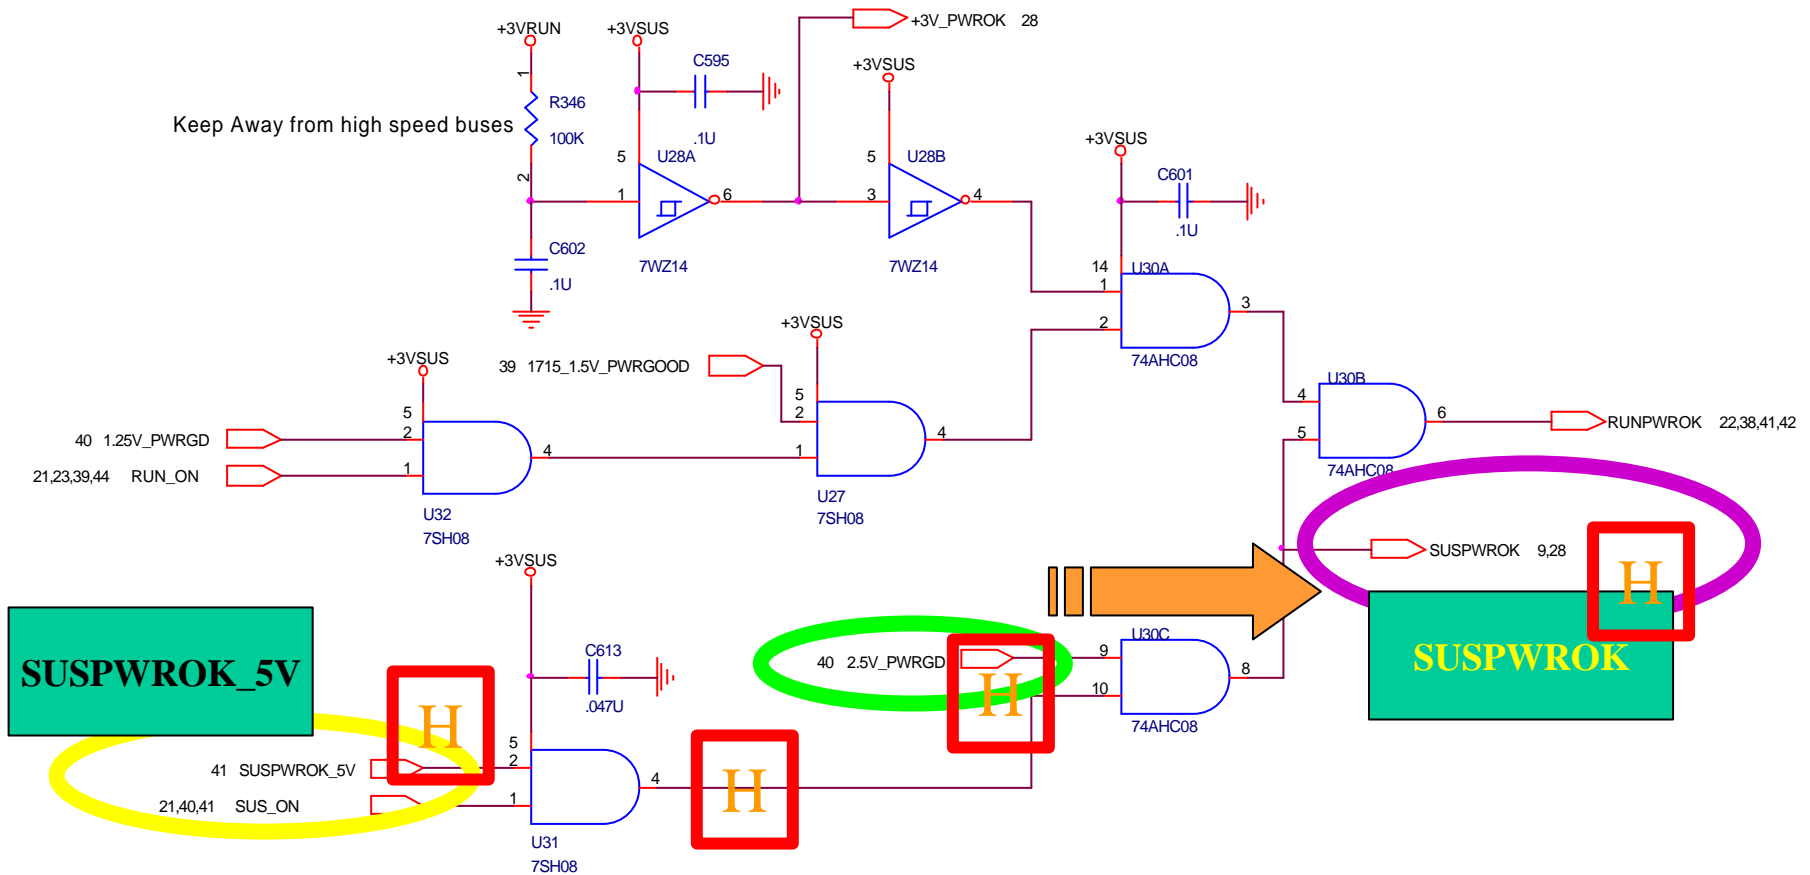 +3V_PWROK 28
+3VRUN
+3VSUS
C595
.1U
+3VSUS
1
R346
100K
2
Keep Away from high speed buses
5
U28A
1
6
7WZ14
5
U28B
3
4
7WZ14
C602
.1U
+3VSUS
C601
.1U
14
U30A
1
2
3
74AHC08
+3VSUS
39 1715_1.5V_PWRGOOD
5
2
1
4
U27
7SH08
+3VSUS
5
40 1.25V_PWRGD
2
21,23,39,44 RUN_ON
1
4
U32
7SH08
U30B
4
5
6
74AHC08
RUNPWROK 22,38,41,42
SUSPWROK 9,28
H
SUSPWROK
+3VSUS
C613
.047U
SUSPWROK_5V
H
5
41 SUSPWROK_5V
2
21,40,41 SUS_ON
1
4
U31
7SH08
H
40 2.5V_PWRGD
H
U30C
9
10
8
74AHC08